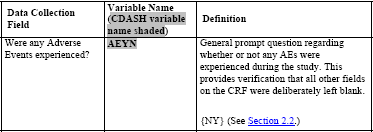 Data Collection
Field
Variable Name
(CDASH variable
name shaded)
Definition
Were any Adverse
Events experienced?
AEYN
General prompt question regarding
whether or not any AEs were
experienced during the study. This
provides verification that all other fields
on the CRF were deliberately left blank.
{NY} (See Section 2.2.)